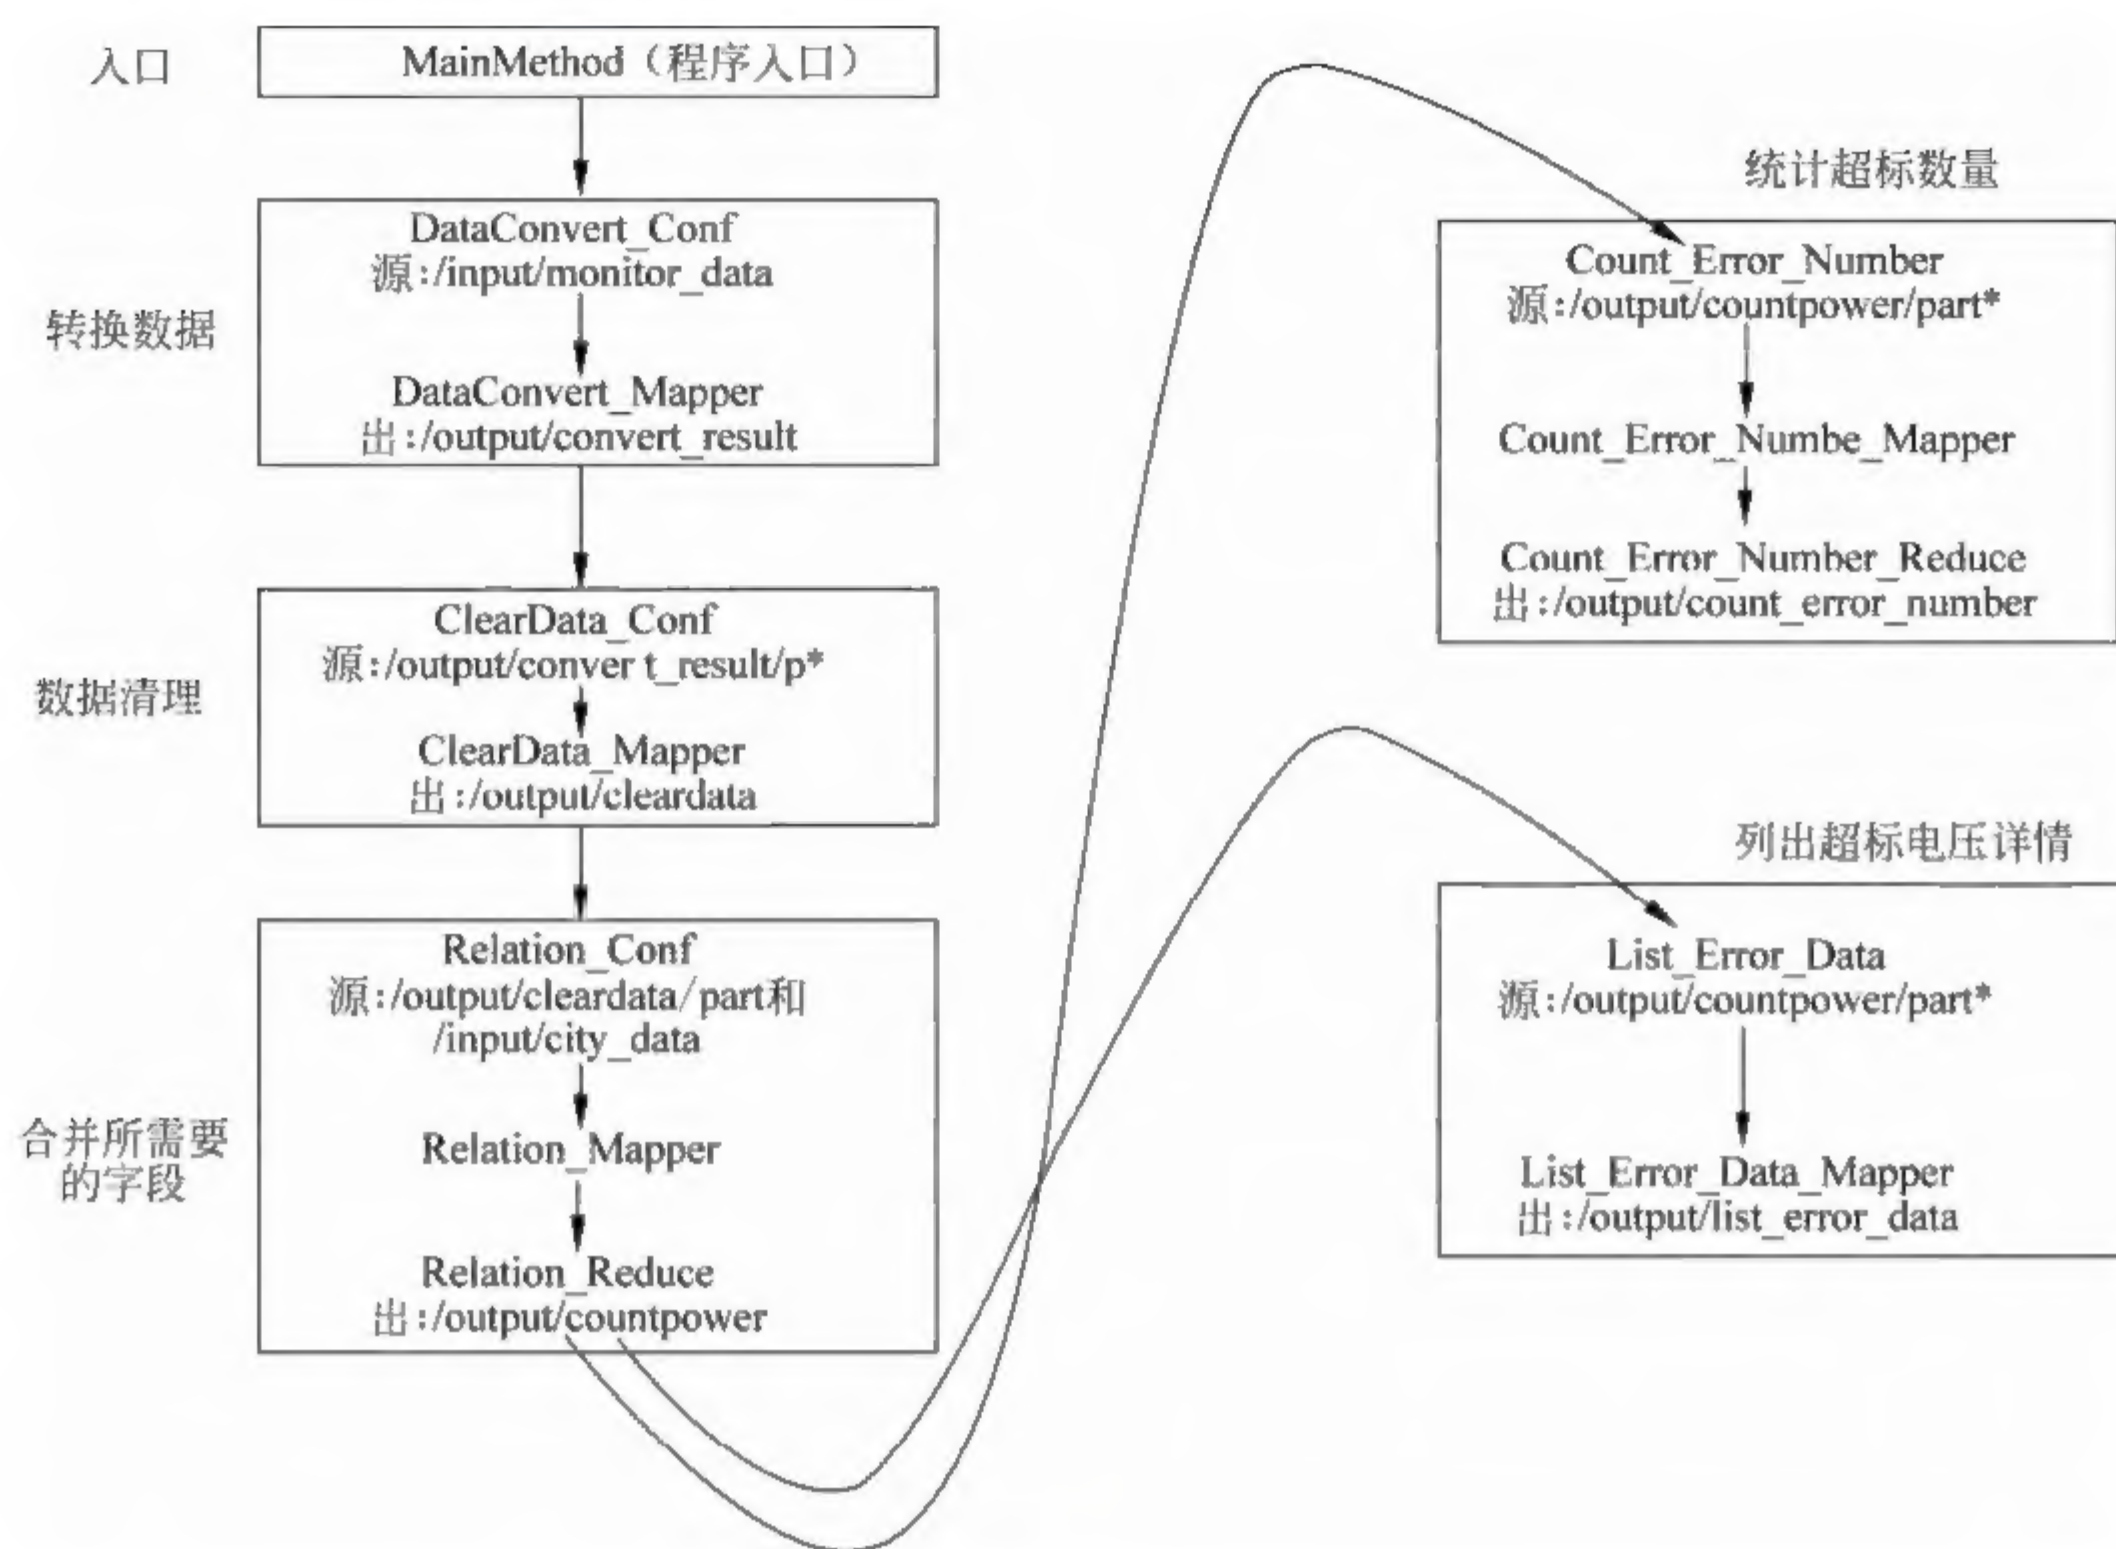 入口
MainMethod（程序入口）
转换数据
DataConvert_Conf
源:/input/monitor_data
DataConvert_Mapper
出:/output/convert_result
数据清理
ClearData_Conf
源:/output/conver t_result/p*
ClearData_Mapper
出:/output/cleardata
合并所需要
的字段
Relation_Conf
源:/output/cleardata/part和
/input/city_data
Relation_Mapper
Relation_Reduce
出:/output/countpower
统计超标数量
Count_Error_Number
源:/output/countpower/part*
Count_Error_Numbe_Mapper
Count_Error_Number_Reduce
出:/output/count_error_number
列出超标电压详情
List_Error_Data
源:/output/countpower/part*
List_Error_Data_Mapper
出:/output/list_error_data